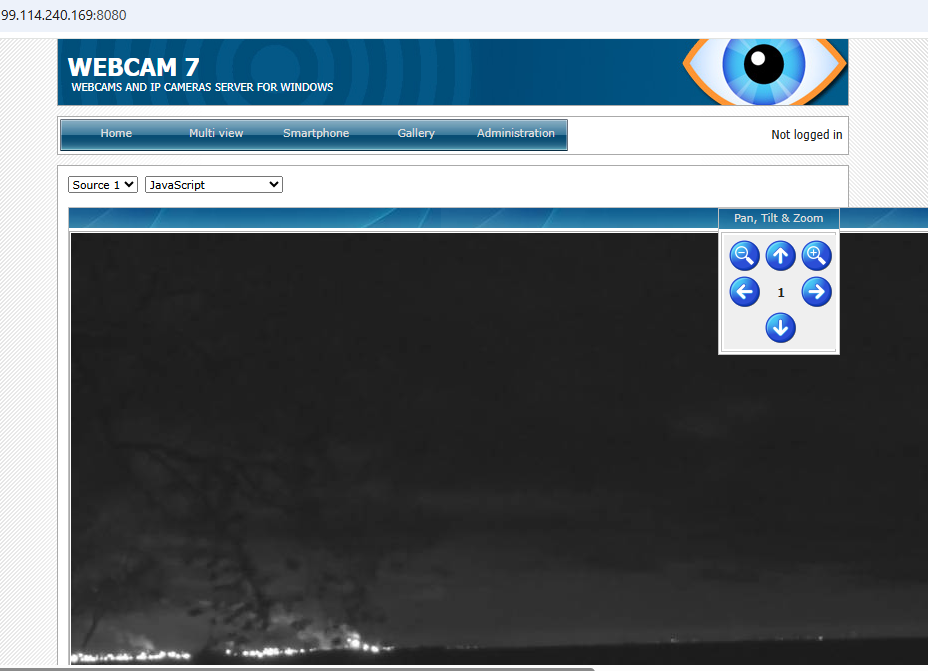 99.114.240.169:8080
WEBCAM 7
WEBCAMS AND IP CAMERAS SERVER FOR WINDOWS
Home Multi view Smartphone Gallery Administration Not logged in
Source 1 JavaScript
Pan, Tilt & Zoom
1